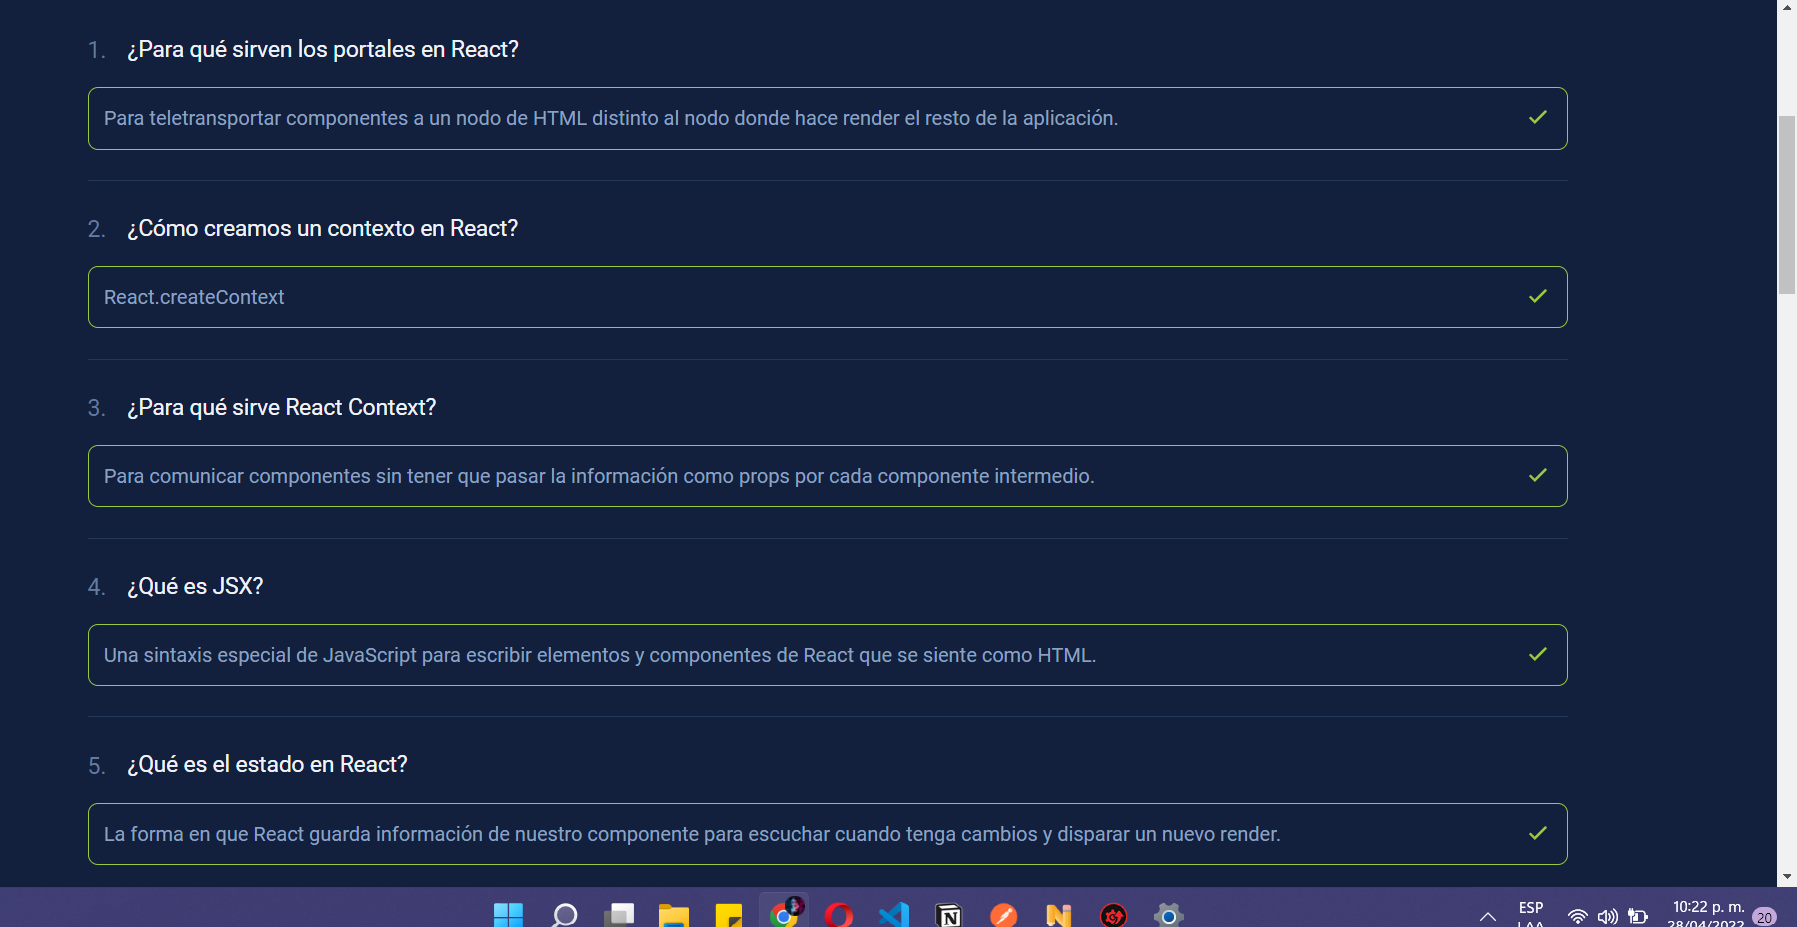 1. ¿Para qué sirven los portales en React?
Para teletransportar componentes a un nodo de HTML distinto al nodo donde hace render el resto de la aplicación.
2. ¿Cómo creamos un contexto en React?
React.createContext
3. ¿Para qué sirve React Context?
Para comunicar componentes sin tener que pasar la información como props por cada componente intermedio.
4. ¿Qué es JSX?
Una sintaxis especial de JavaScript para escribir elementos y componentes de React que se siente como HTML.
5. ¿Qué es el estado en React?
La forma en que React guarda información de nuestro componente para escuchar cuando tenga cambios y disparar un nuevo render.
ESP
LAA
10:22 p. m.
28/04/2022
20